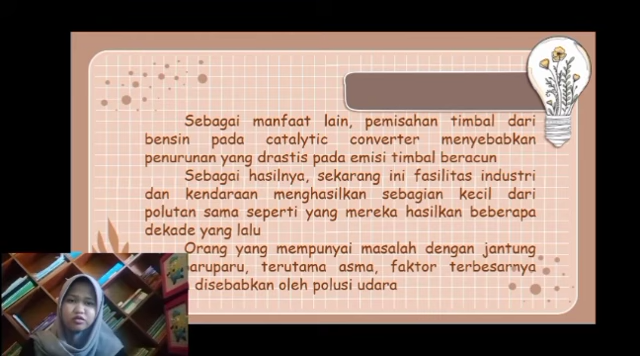 Sebagai manfaat lain, pemisahan timbal dari
bensin pada catalytic converter menyebabkan
penurunan yang drastis pada emisi timbal beracun
Sebagai hasilnya, sekarang ini fasilitas industri
dan kendaraan menghasilkan sebagian kecil dari
polutan sama seperti yang mereka hasilkan beberapa
dekade yang lalu
Orang yang mempunyai masalah dengan jantung
aruparu, terutama asma, faktor terbesarnya
disebabkan oleh polusi udara